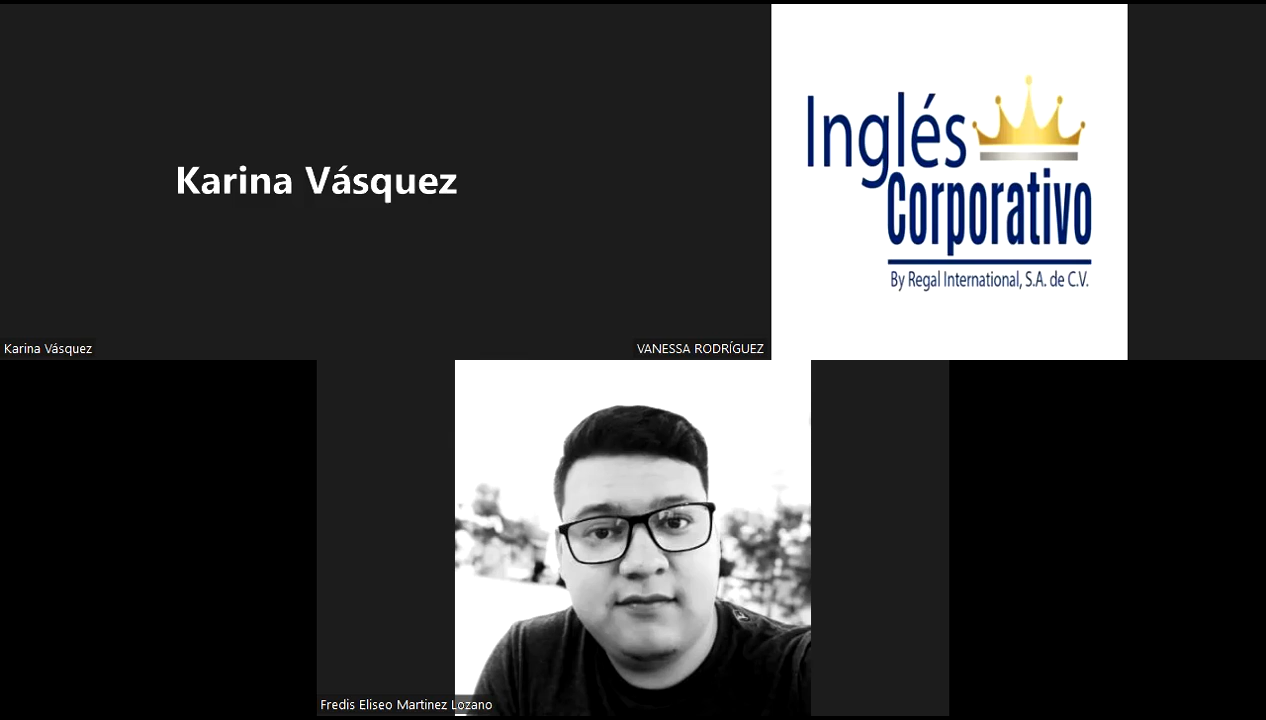 Karina Vásquez
Inglés
Corporativo
By Regal International, S.A. de C.V.
Karina Vásquez
VANESSA RODRÍGUEZ
Fredis Eliseo Martinez Lozano